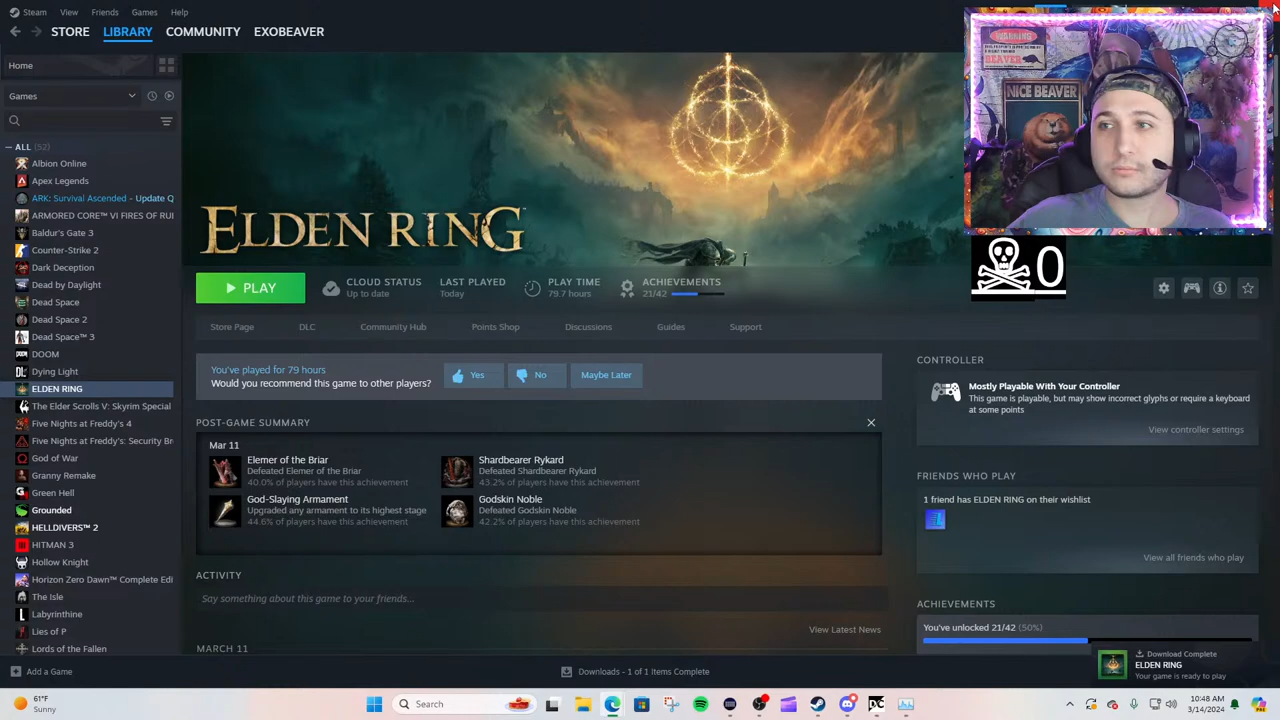 Steam View Friends Games Help
STORE LIBRARY COMMUNITY EXOBEAVER
Home
Games
ALL (52)
Albion Online
Apex Legends
ARK: Survival Ascended - Update Q
ARMORED CORE™ VI FIRES OF RUI
Baldur's Gate 3
Counter-Strike 2
Dark Deception
Dead by Daylight
Dead Space
Dead Space 2
Dead Space™ 3
DOOM
Dying Light
ELDEN RING
The Elder Scrolls V: Skyrim Special
Five Nights at Freddy's 4
Five Nights at Freddy's: Security Br
God of War
Granny Remake
Green Hell
Grounded
HELLDIVERS™ 2
HITMAN 3
Hollow Knight
Horizon Zero Dawn™ Complete Edi
The Isle
Labyrinthine
Lies of P
Lords of the Fallen
Add a Game
ELDEN RING
WARNING
BEAVER
NICE BEAVER
0
PLAY
CLOUD STATUS
Up to date
LAST PLAYED
Today
PLAY TIME
79.7 hours
ACHIEVEMENTS
21/42
Store Page DLC Community Hub Points Shop Discussions Guides Support
You've played for 79 hours
Would you recommend this game to other players?
Yes No Maybe Later
POST-GAME SUMMARY
Mar 11
Elemer of the Briar
Defeated Elemer of the Briar
40.0% of players have this achievement
Shardbearer Rykard
Defeated Shardbearer Rykard
43.2% of players have this achievement
God-Slaying Armament
Upgraded any armament to its highest stage
44.6% of players have this achievement
Godskin Noble
Defeated Godskin Noble
42.2% of players have this achievement
ACTIVITY
Say something about this game to your friends...
View Latest News
MARCH 11
CONTROLLER
Mostly Playable With Your Controller
This game is playable, but may show incorrect glyphs or require a keyboard
at some points
View controller settings
FRIENDS WHO PLAY
1 friend has ELDEN RING on their wishlist
View all friends who play
ACHIEVEMENTS
You've unlocked 21/42 (50%)
Download Complete
ELDEN RING
Your game is ready to play
Downloads - 1 of 1 Items Complete
61°F
Sunny
Search
10:48 AM
3/14/2024